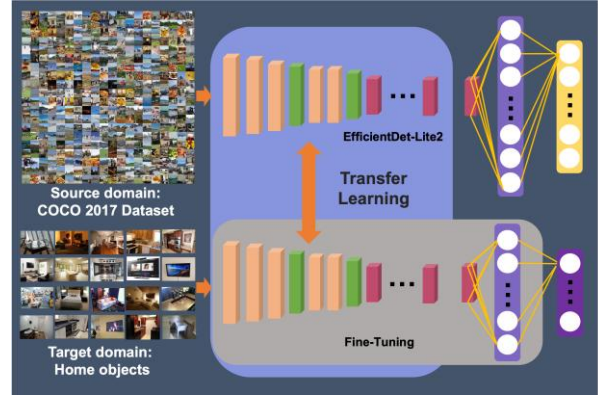 EfficientDet-Lite2
Source domain:
COCO 2017 Dataset
Transfer
Learning
Fine-Tuning
Target domain:
Home objects